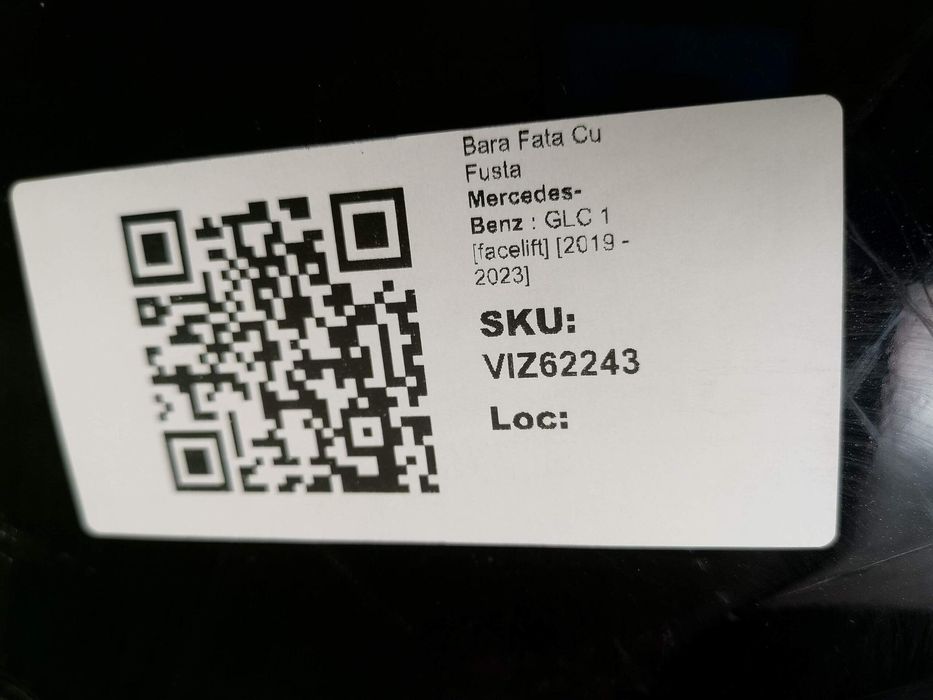 Bara Fata Cu
Fusta
Mercedes-
Benz : GLC 1
[facelift] [2019 -
2023]
SKU:
VIZ62243
Loc: